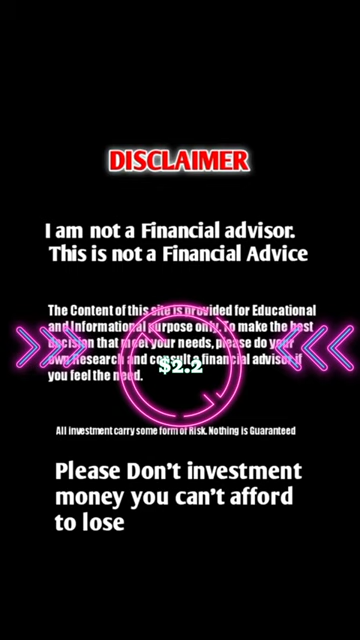 DISCLAIMER
I am not a Financial advisor.
This is not a Financial Advice
The Content of this site is provided for Educational
and Informational purpose only. To make the best
decision that meet your needs, please do your
own Research and consult a financial advisor if
you feel the need.
$2.2
All investment carry some form of Risk. Nothing is Guaranteed
Please Don't investment
money you can't afford
to lose